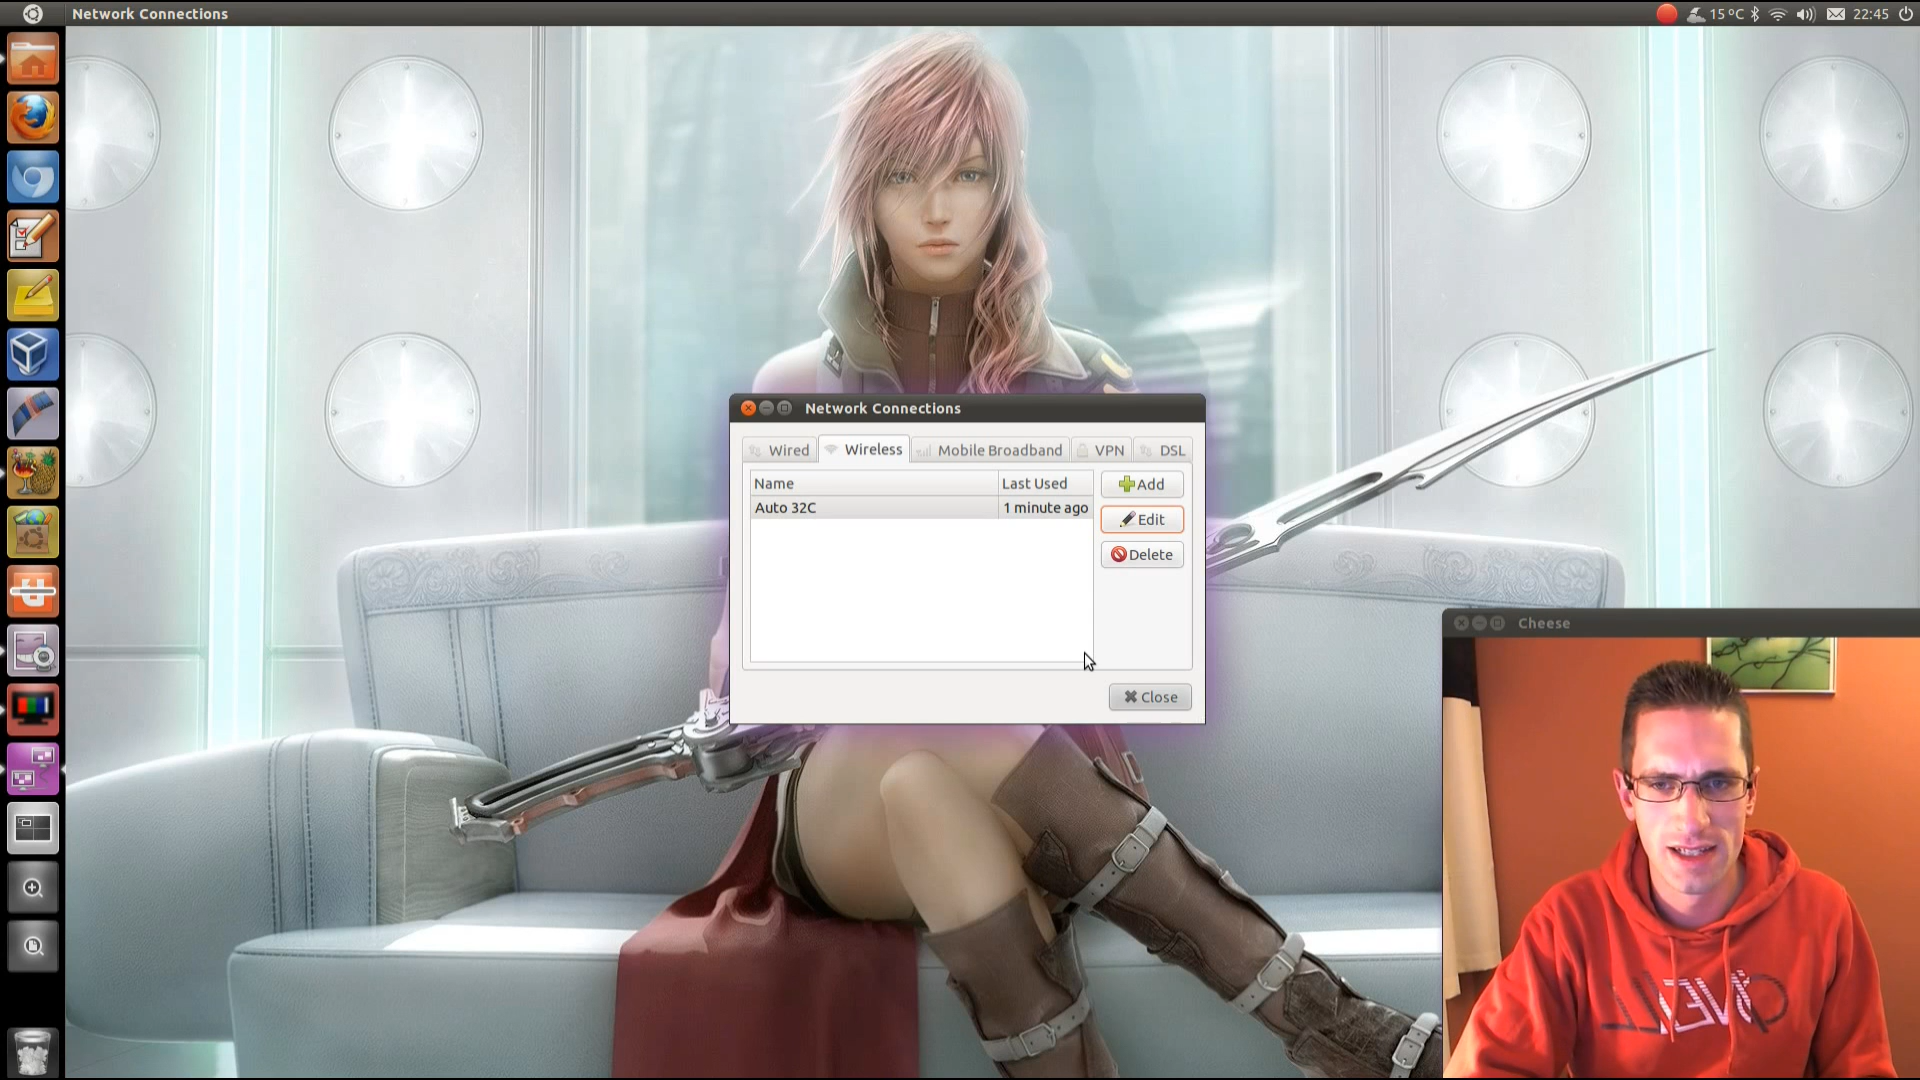 Network Connections
15 °C
22:45
Network Connections
Wired
Wireless
Mobile Broadband
VPN
DSL
Name
Last Used
Add
Auto 32C
1 minute ago
Edit
Delete
Close
Cheese